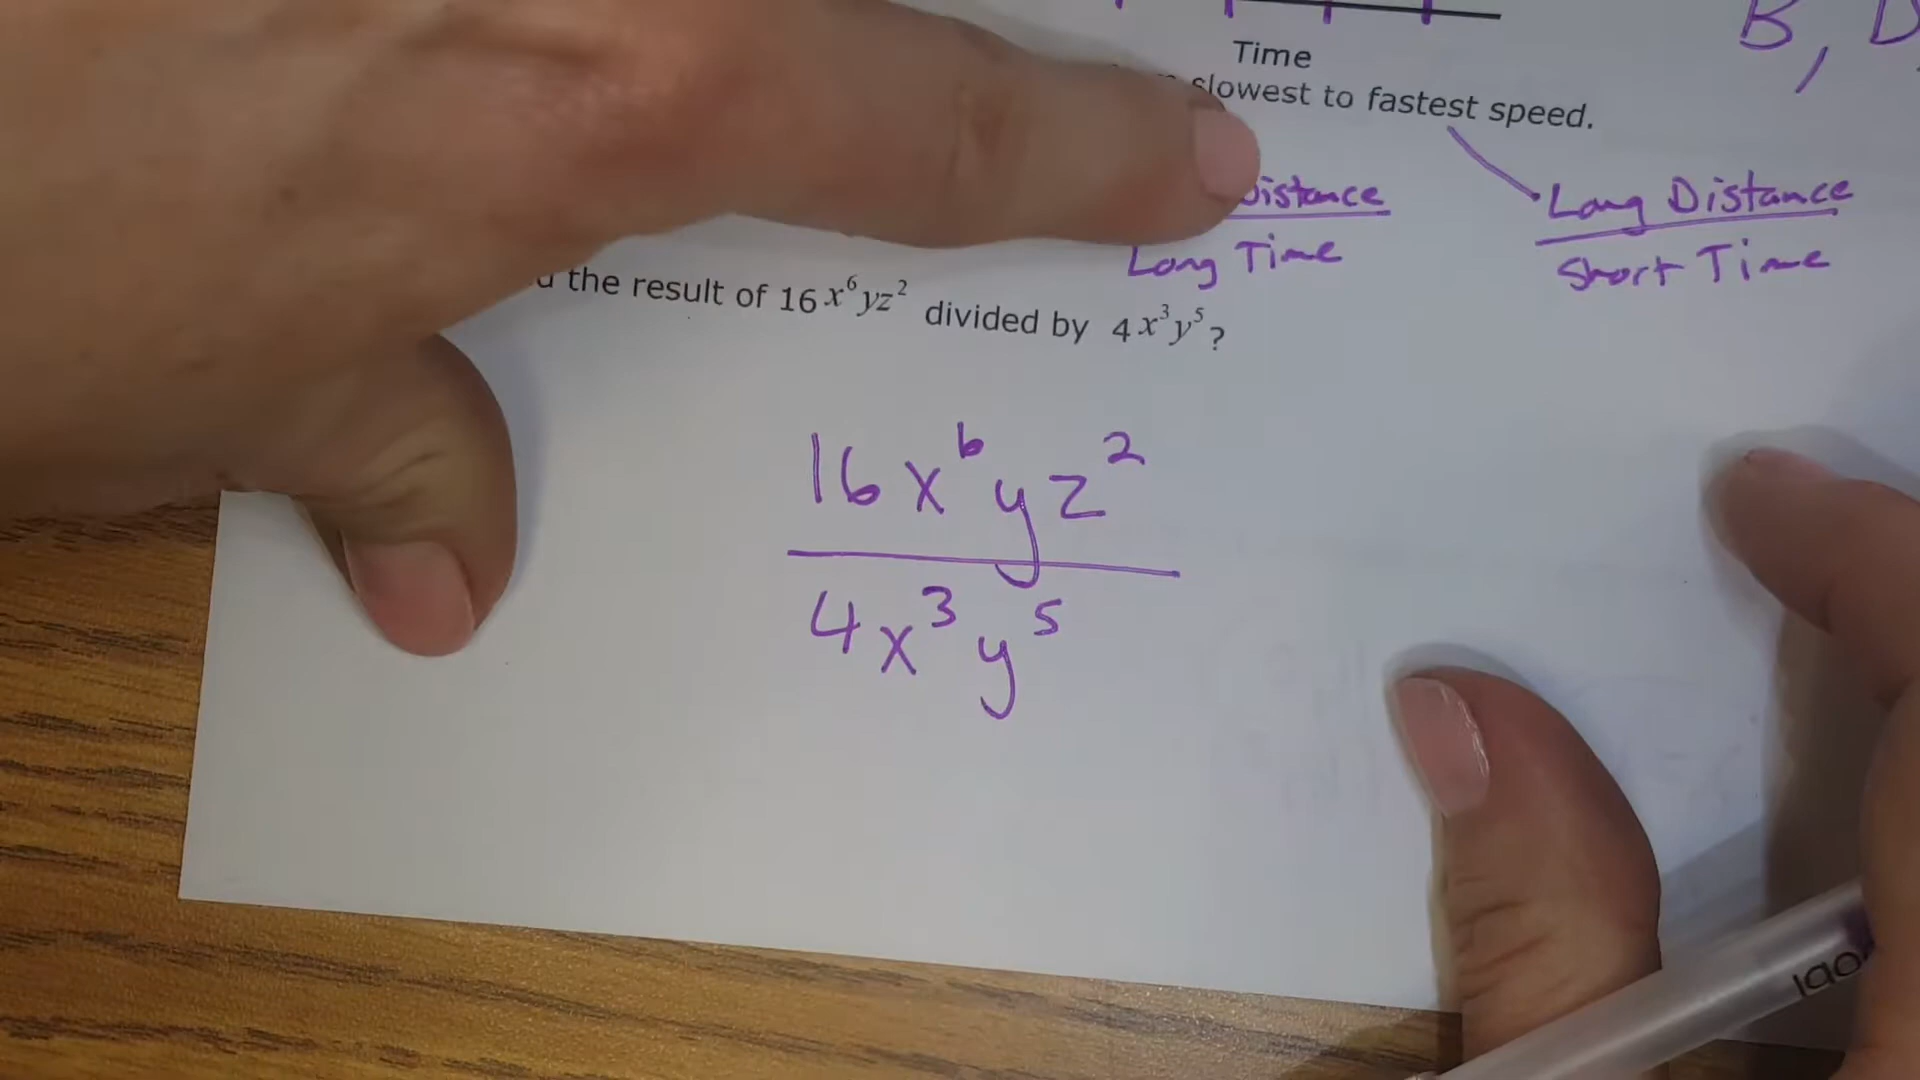 B, D
Time
slowest to fastest speed.
Distance
Long Time
Long Distance
Short Time
the result of 16x⁶yz² divided by 4x³y⁵?
16x⁶yz²
4x³y⁵